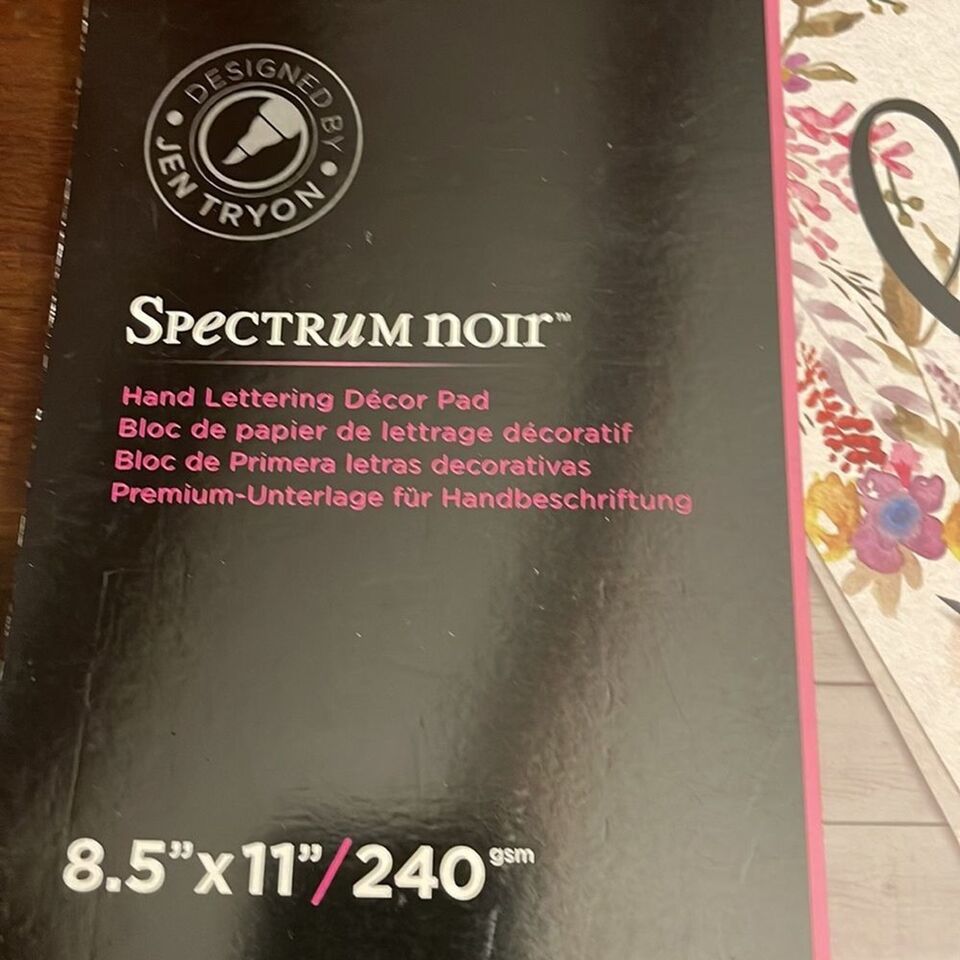 DESIGNED BY
• JEN TRYON •
SPeCTRuM noir™
Hand Lettering Décor Pad
Bloc de papier de lettrage décoratif
Bloc de Primera letras decorativas
Premium-Unterlage für Handbeschriftung
8.5”x11”/240gsm